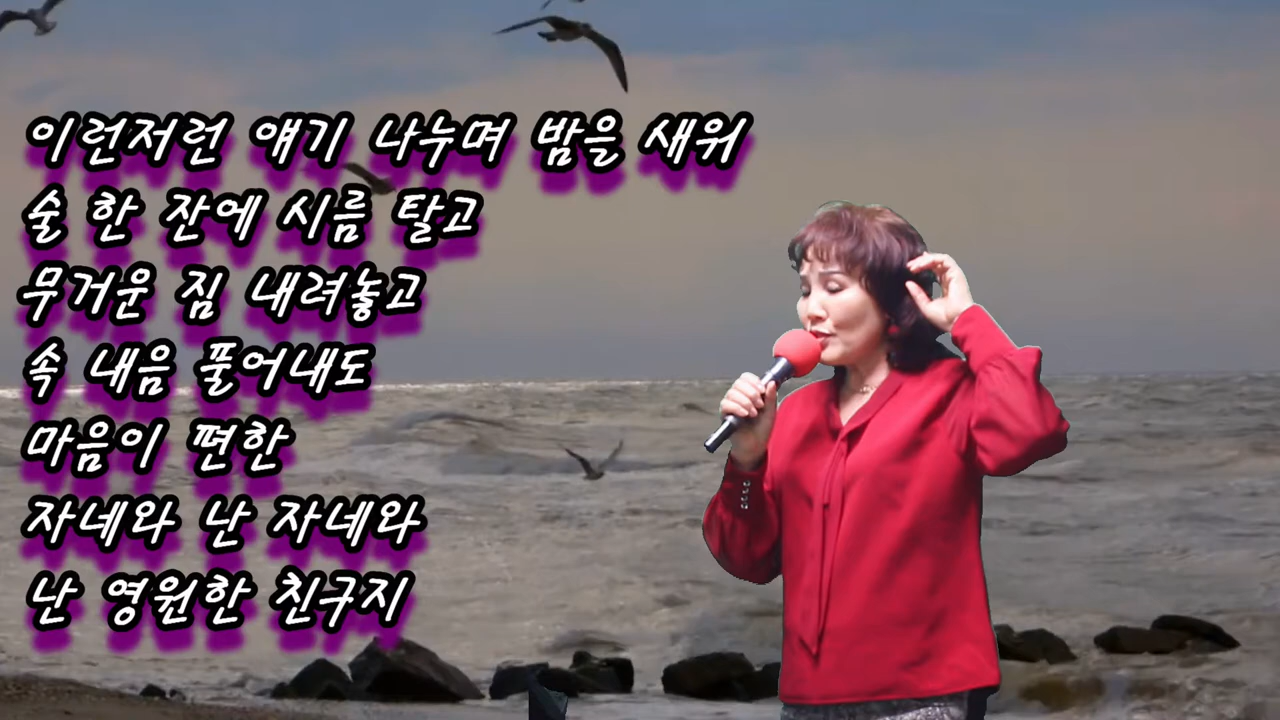 이런저런 얘기 나누며 밤을 새워
술 한 잔에 시름 탈고
무거운 짐 내려놓고
속 내음 풀어내도
마음이 편한
자네와 난 자네와
난 영원한 친구지